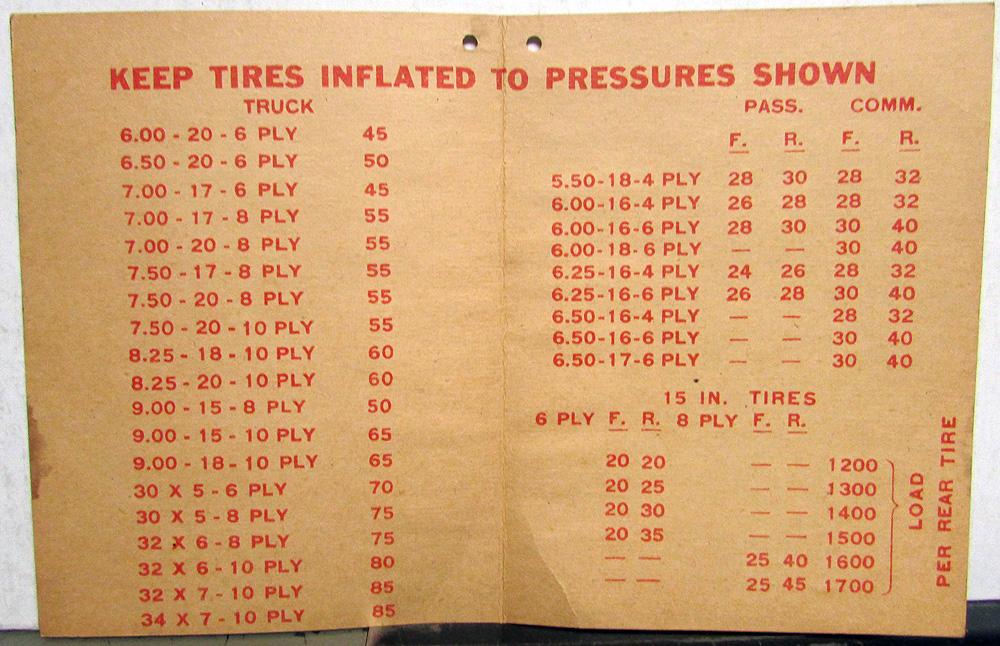 KEEP TIRES INFLATED TO PRESSURES SHOWN
TRUCK
6.00 - 20 - 6 PLY 45
6.50 - 20 - 6 PLY 50
7.00 - 17 - 6 PLY 45
7.00 - 17 - 8 PLY 55
7.00 - 20 - 8 PLY 55
7.50 - 17 - 8 PLY 55
7.50 - 20 - 8 PLY 55
7.50 - 20 - 10 PLY 55
8.25 - 18 - 10 PLY 60
8.25 - 20 - 10 PLY 60
9.00 - 15 - 8 PLY 50
9.00 - 15 - 10 PLY 65
9.00 - 18 - 10 PLY 65
30 X 5 - 6 PLY 70
30 X 5 - 8 PLY 75
32 X 6 - 8 PLY 75
32 X 6 - 10 PLY 80
32 X 7 - 10 PLY 85
34 X 7 - 10 PLY 85
PASS. COMM.
F. R. F. R.
5.50-18-4 PLY 28 30 28 32
6.00-16-4 PLY 26 28 28 32
6.00-16-6 PLY 28 30 30 40
6.00-18-6 PLY — — 30 40
6.25-16-4 PLY 24 26 28 32
6.25-16-6 PLY 26 28 30 40
6.50-16-4 PLY — — 28 32
6.50-16-6 PLY — — 30 40
6.50-17-6 PLY — — 30 40
15 IN. TIRES
6 PLY F. R. 8 PLY F. R.
20 20 — — 1200
20 25 — — 1300
20 30 — — 1400
20 35 — — 1500
— — 25 40 1600
— — 25 45 1700
LOAD
PER REAR TIRE